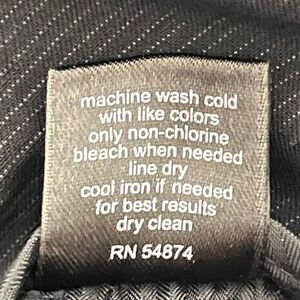 machine wash cold
with like colors
only non-chlorine
bleach when needed
line dry
cool iron if needed
for best results
dry clean
RN 54874